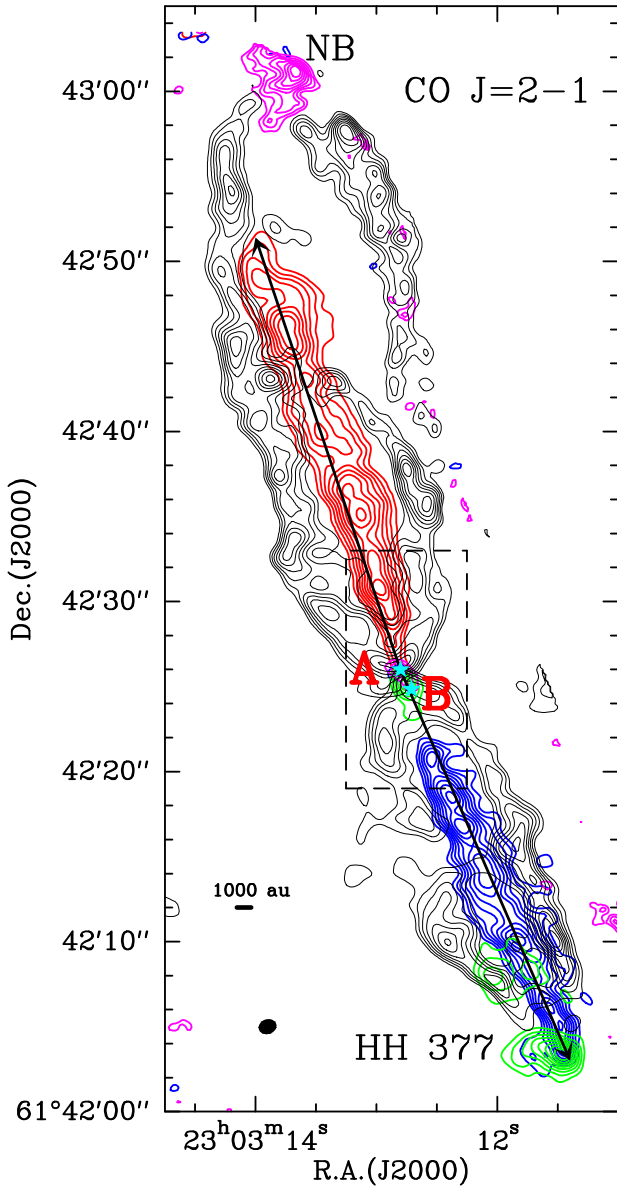 NB
CO J=2−1
43′00″
42′50″
42′40″
Dec.(J2000)
42′30″
A
B
42′20″
1000 au
42′10″
HH 377
61°42′00″
23ʰ03ᵐ14ˢ
12ˢ
R.A.(J2000)